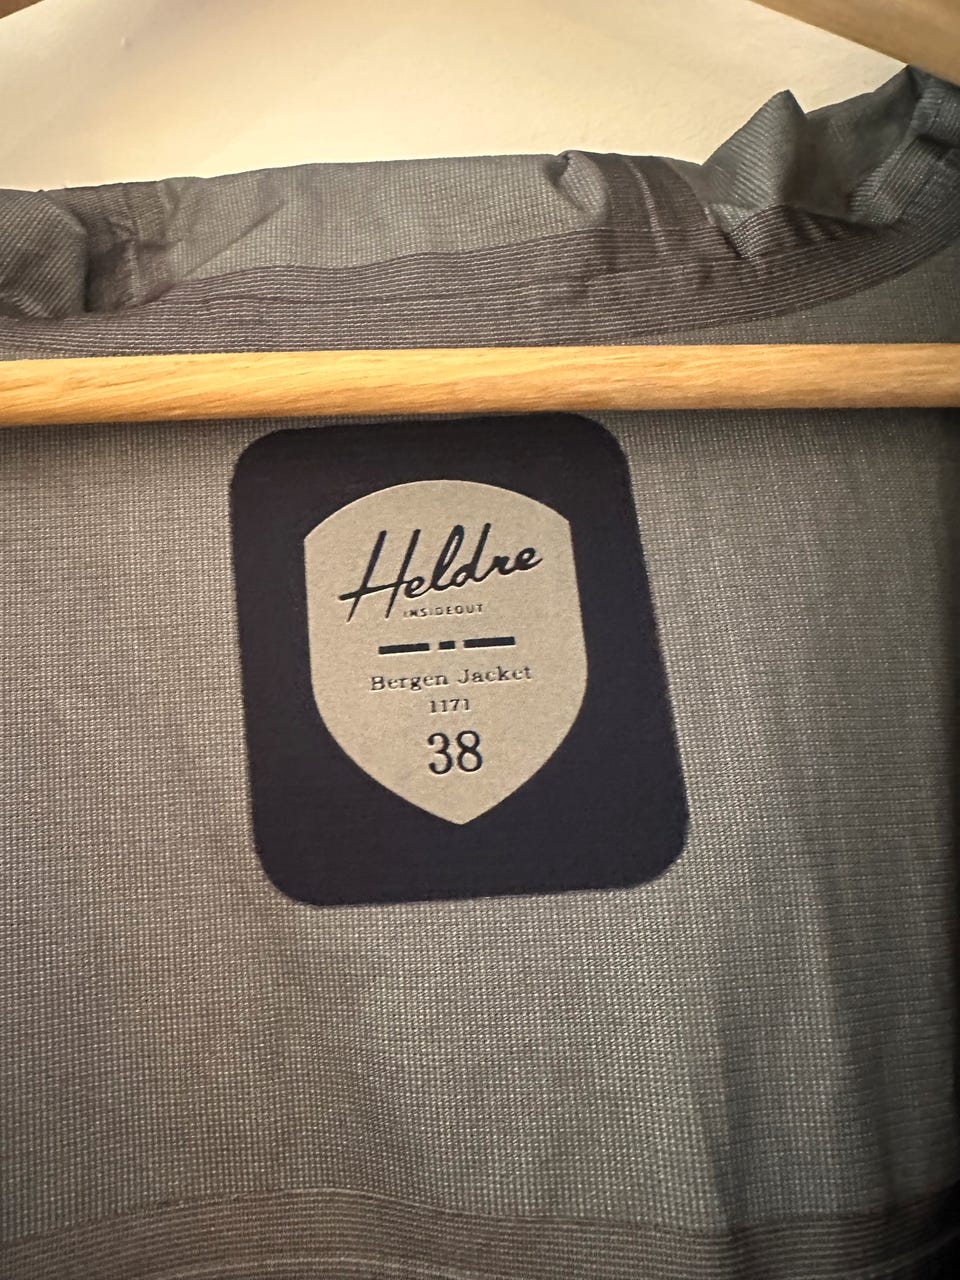 Heldre
INSIDEOUT
Bergen Jacket
1171
38